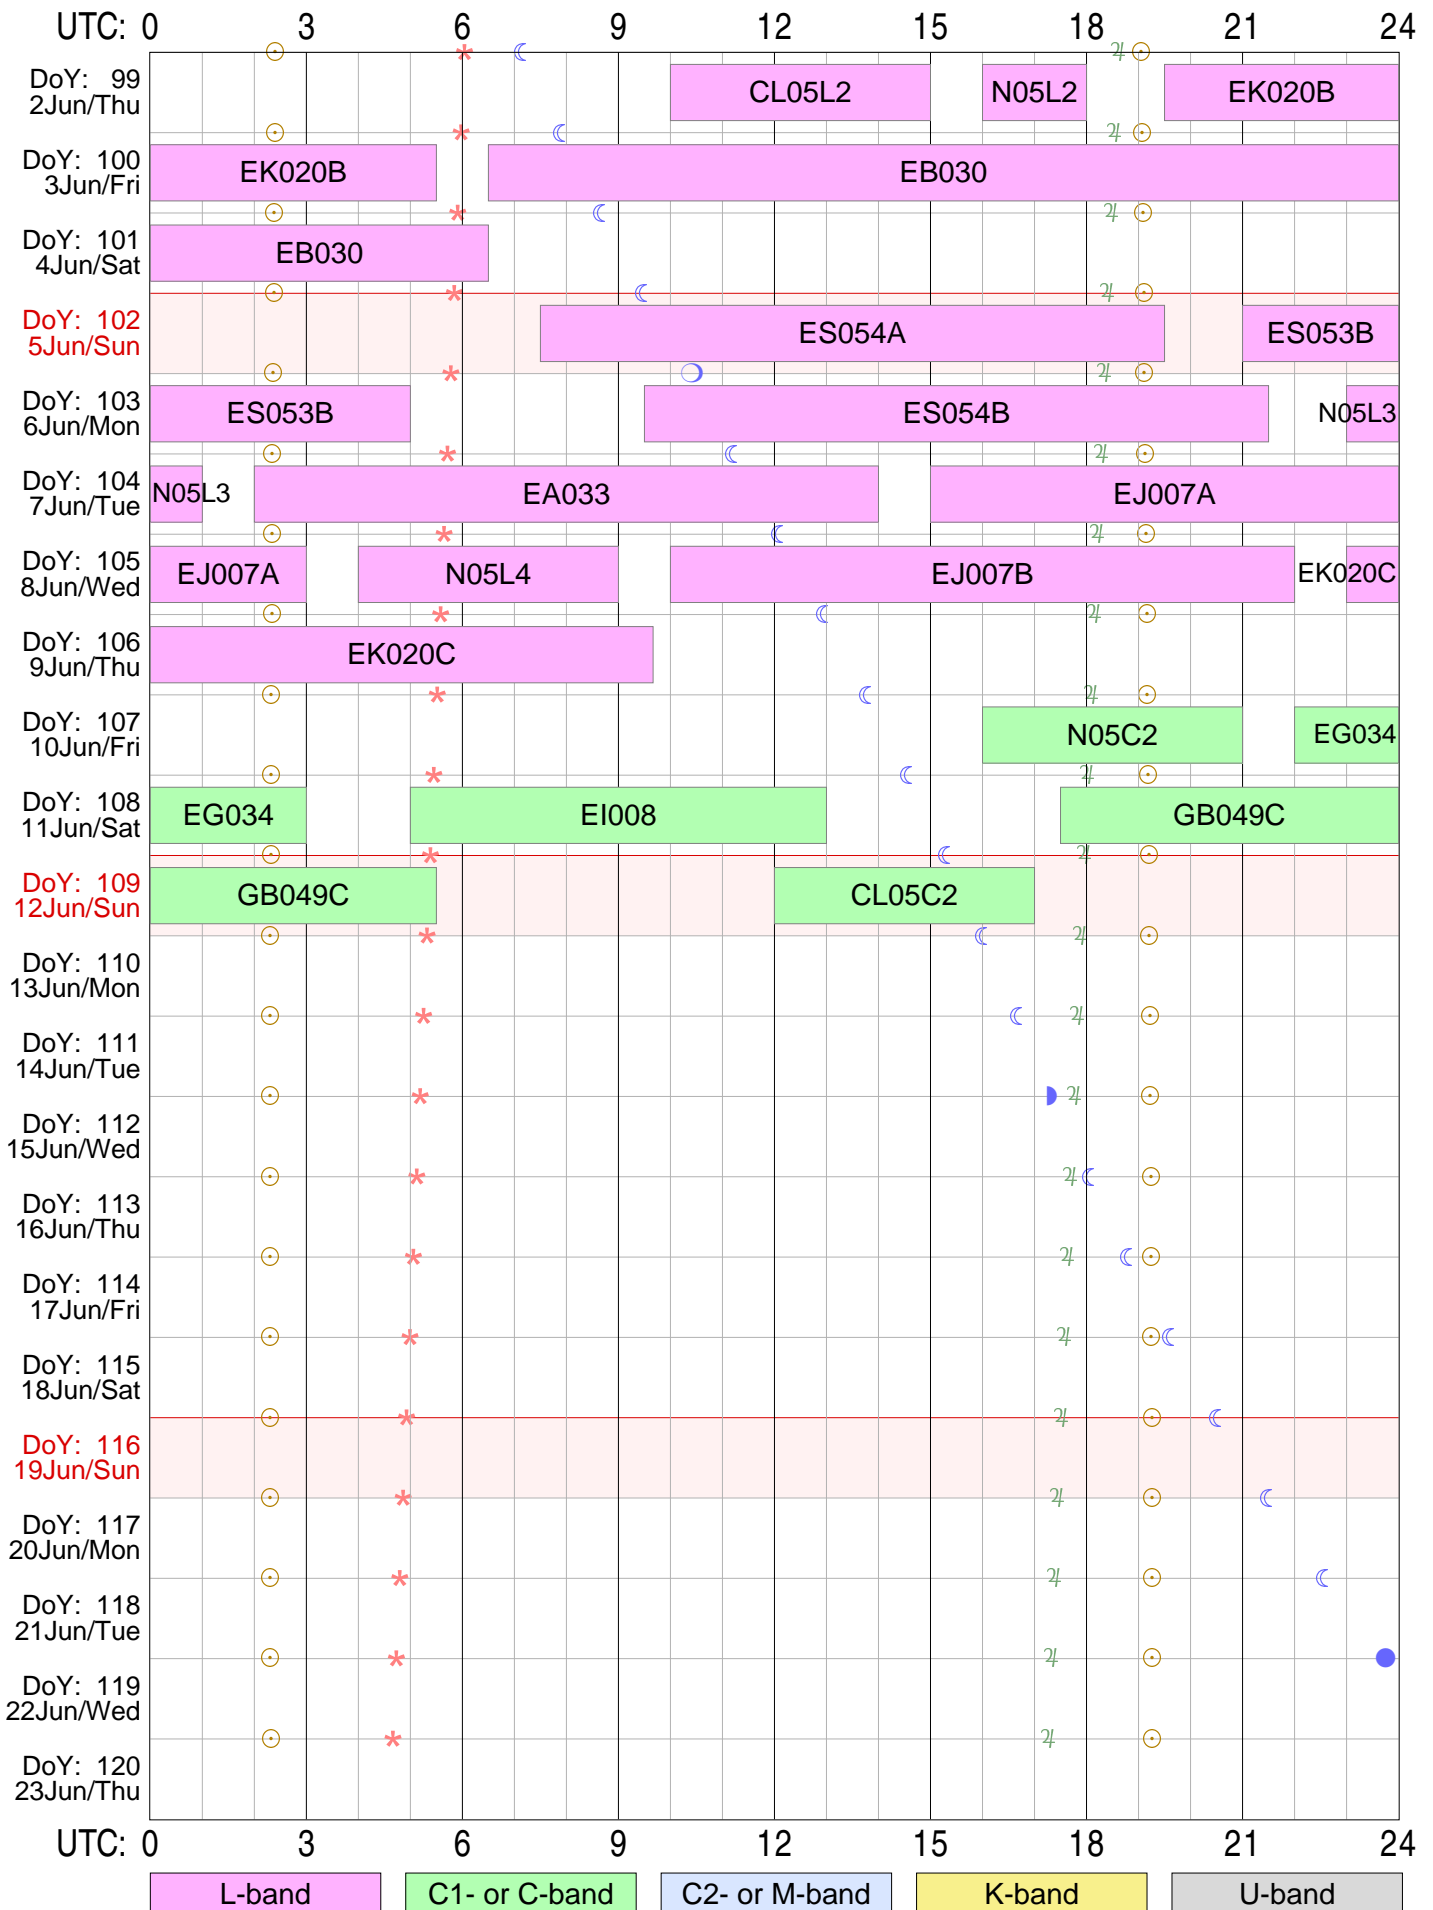 UTC: 0 3 6 9 12 15 18 21 24
DoY: 99
2Jun/Thu
CL05L2 N05L2 EK020B
DoY: 100
3Jun/Fri
EK020B EB030
DoY: 101
4Jun/Sat
EB030
DoY: 102
5Jun/Sun
ES054A ES053B
DoY: 103
6Jun/Mon
ES053B ES054B N05L3
DoY: 104
7Jun/Tue
N05L3 EA033 EJ007A
DoY: 105
8Jun/Wed
EJ007A N05L4 EJ007B EK020C
DoY: 106
9Jun/Thu
EK020C
DoY: 107
10Jun/Fri
N05C2 EG034
DoY: 108
11Jun/Sat
EG034 EI008 GB049C
DoY: 109
12Jun/Sun
GB049C CL05C2
DoY: 110
13Jun/Mon
DoY: 111
14Jun/Tue
DoY: 112
15Jun/Wed
DoY: 113
16Jun/Thu
DoY: 114
17Jun/Fri
DoY: 115
18Jun/Sat
DoY: 116
19Jun/Sun
DoY: 117
20Jun/Mon
DoY: 118
21Jun/Tue
DoY: 119
22Jun/Wed
DoY: 120
23Jun/Thu
UTC: 0 3 6 9 12 15 18 21 24
L-band C1- or C-band C2- or M-band K-band U-band